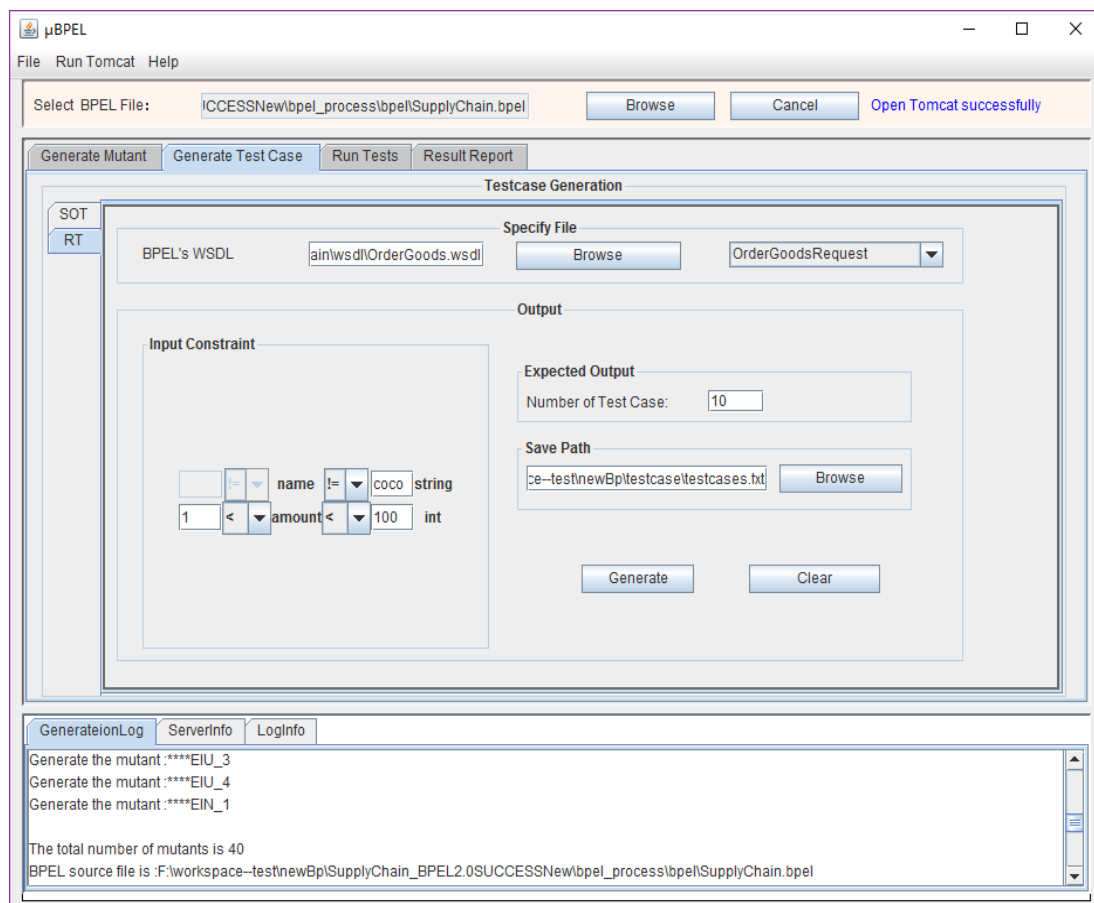 µBPEL
File Run Tomcat Help
Select BPEL File: !CCESSNew\bpel_process\bpel\SupplyChain.bpel Browse Cancel Open Tomcat successfully
Generate Mutant Generate Test Case Run Tests Result Report
Testcase Generation
SOT
RT
Specify File
BPEL's WSDL ain\wsdl\OrderGoods.wsdl Browse OrderGoodsRequest
Output
Input Constraint
Expected Output
Number of Test Case: 10
Save Path
ce--test\newBp\testcase\testcases.txt Browse
!= name != coco string
1 < amount < 100 int
Generate Clear
GenerateionLog ServerInfo LogInfo
Generate the mutant :****EIU_3
Generate the mutant :****EIU_4
Generate the mutant :****EIN_1
The total number of mutants is 40
BPEL source file is :F:\workspace--test\newBp\SupplyChain_BPEL2.0SUCCESSNew\bpel_process\bpel\SupplyChain.bpel